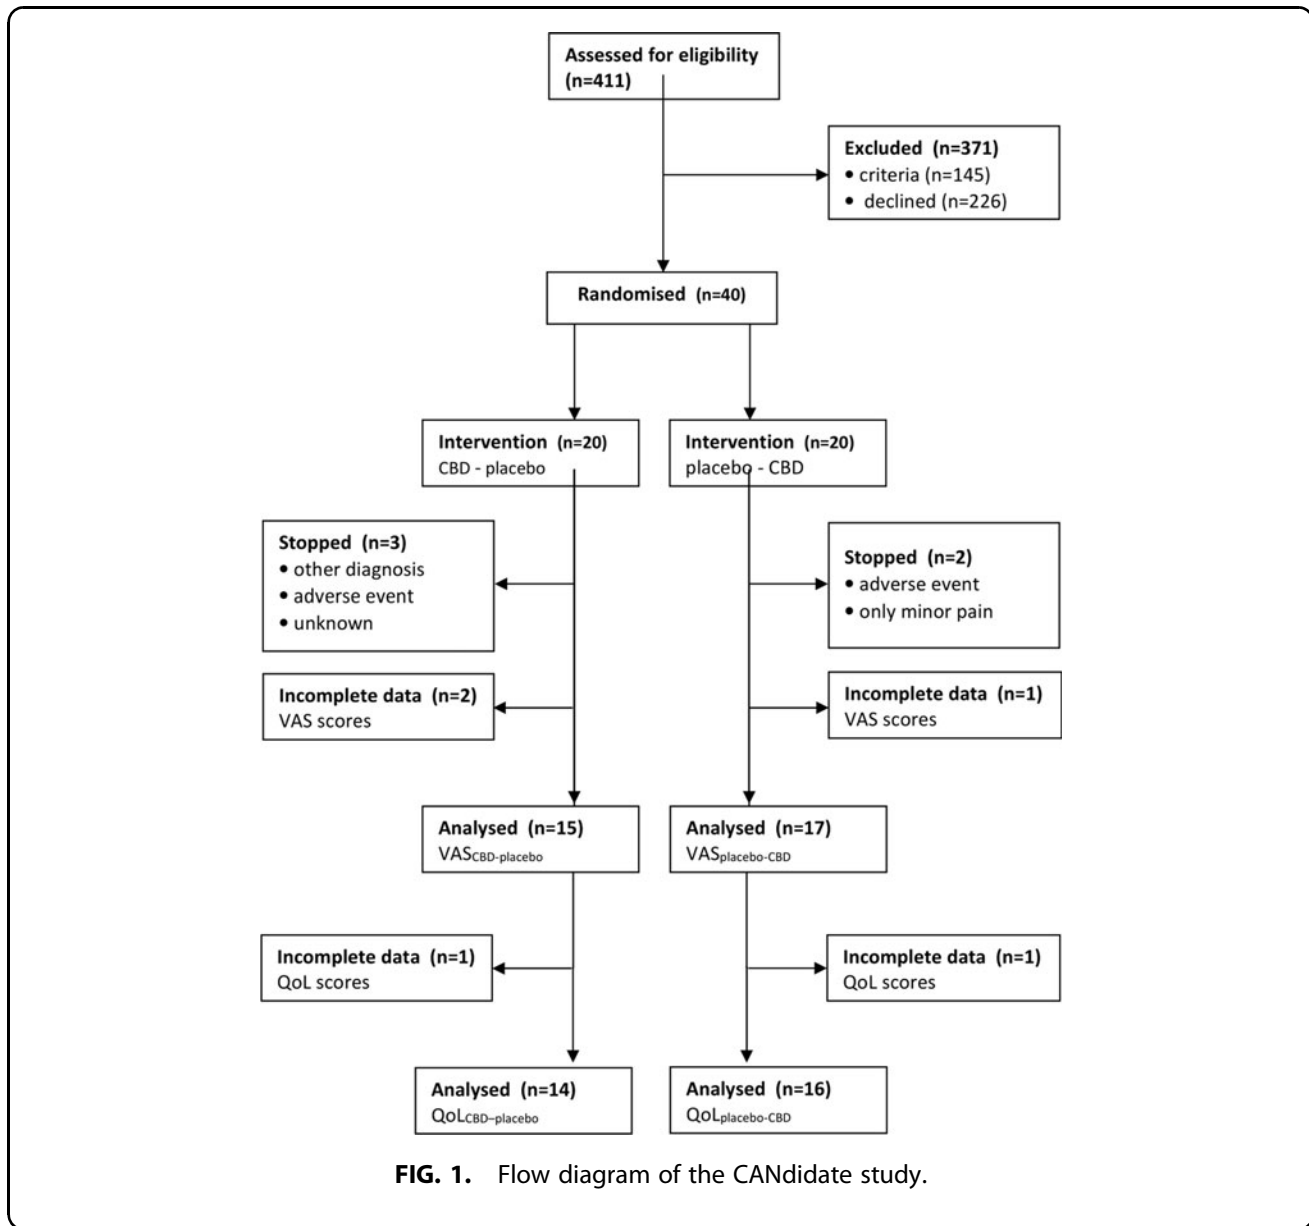 Assessed for eligibility
(n=411)
Excluded (n=371)
• criteria (n=145)
• declined (n=226)
Randomised (n=40)
Intervention (n=20)
CBD - placebo
Intervention (n=20)
placebo - CBD
Stopped (n=3)
• other diagnosis
• adverse event
• unknown
Stopped (n=2)
• adverse event
• only minor pain
Incomplete data (n=2)
VAS scores
Incomplete data (n=1)
VAS scores
Analysed (n=15)
VASCBD-placebo
Analysed (n=17)
VASplacebo-CBD
Incomplete data (n=1)
QoL scores
Incomplete data (n=1)
QoL scores
Analysed (n=14)
QoLCBD–placebo
Analysed (n=16)
QoLplacebo-CBD
FIG. 1. Flow diagram of the CANdidate study.